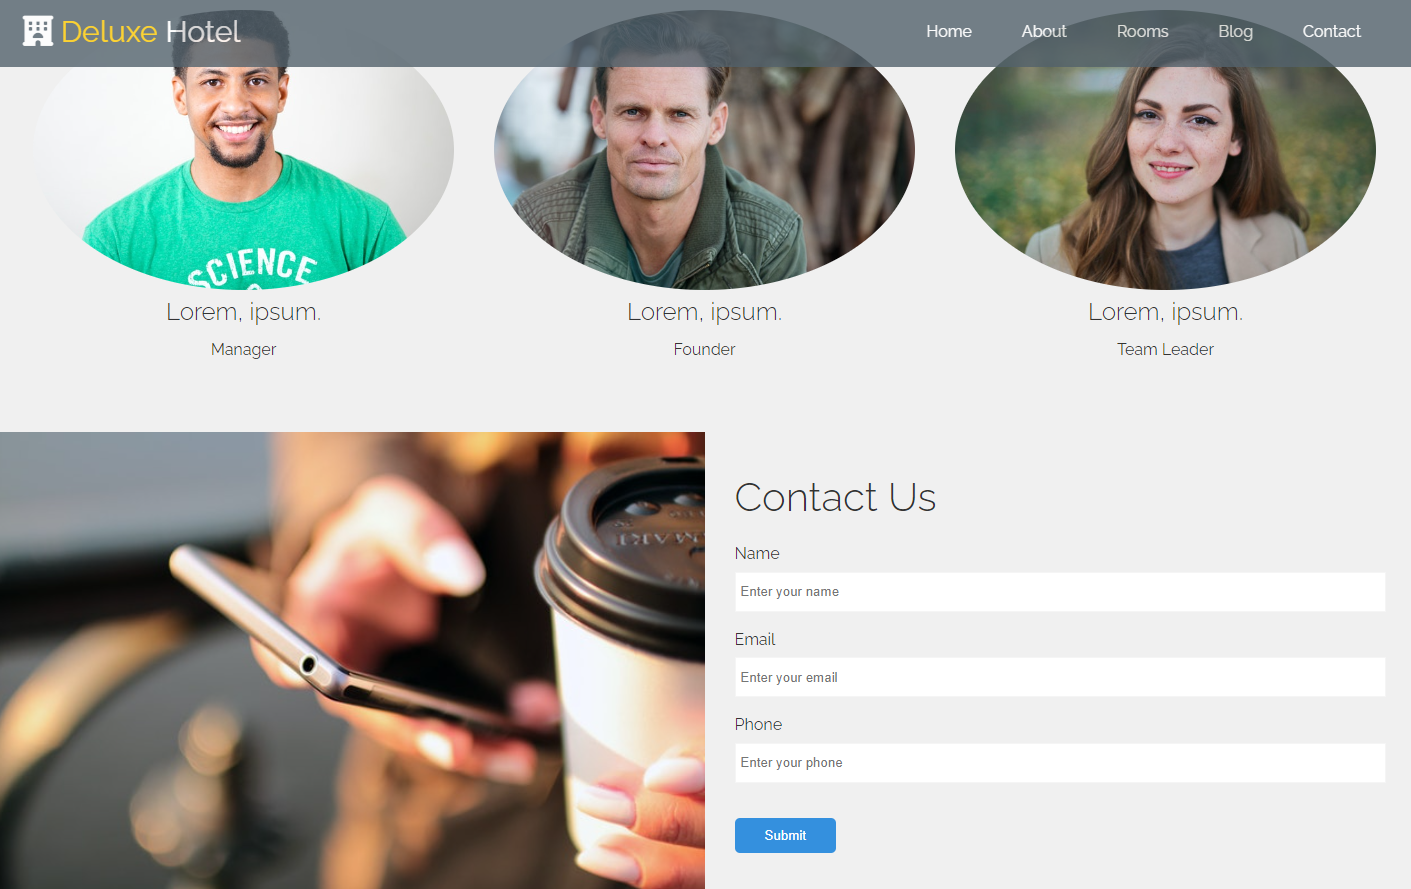 Deluxe Hotel
Home About Rooms Blog Contact
SCIENCE
Lorem, ipsum. Lorem, ipsum. Lorem, ipsum.
Manager Founder Team Leader
Contact Us
Name
Enter your name
Email
Enter your email
Phone
Enter your phone
Submit